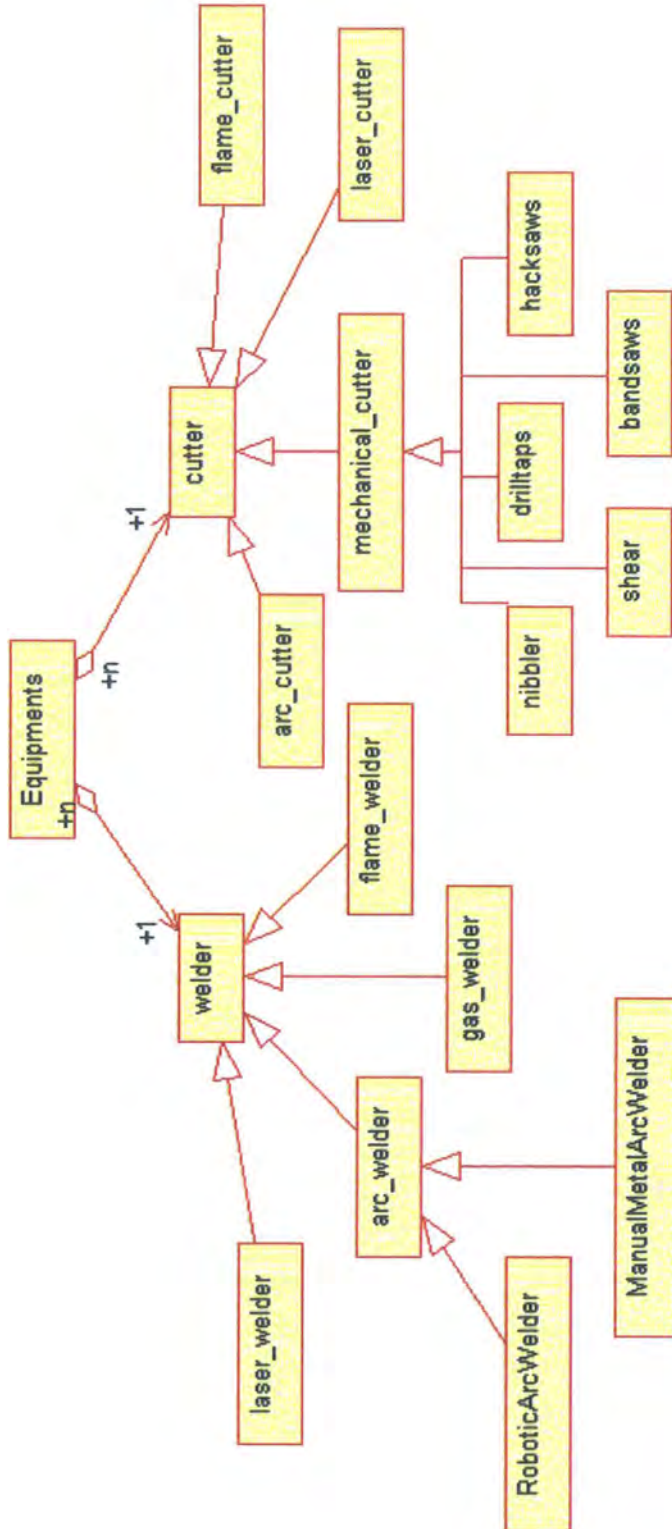 Equipments
+n
+n
+1
+1
welder
cutter
laser_welder
arc_welder
gas_welder
flame_welder
arc_cutter
mechanical_cutter
laser_cutter
flame_cutter
RoboticArcWelder
ManualMetalArcWelder
nibbler
shear
drilltaps
bandsaws
hacksaws